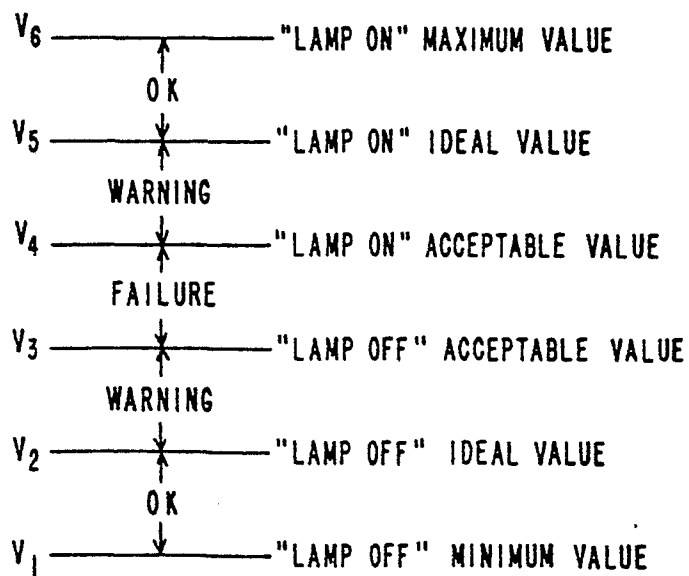 V6 "LAMP ON" MAXIMUM VALUE
OK
V5 "LAMP ON" IDEAL VALUE
WARNING
V4 "LAMP ON" ACCEPTABLE VALUE
FAILURE
V3 "LAMP OFF" ACCEPTABLE VALUE
WARNING
V2 "LAMP OFF" IDEAL VALUE
OK
V1 "LAMP OFF" MINIMUM VALUE